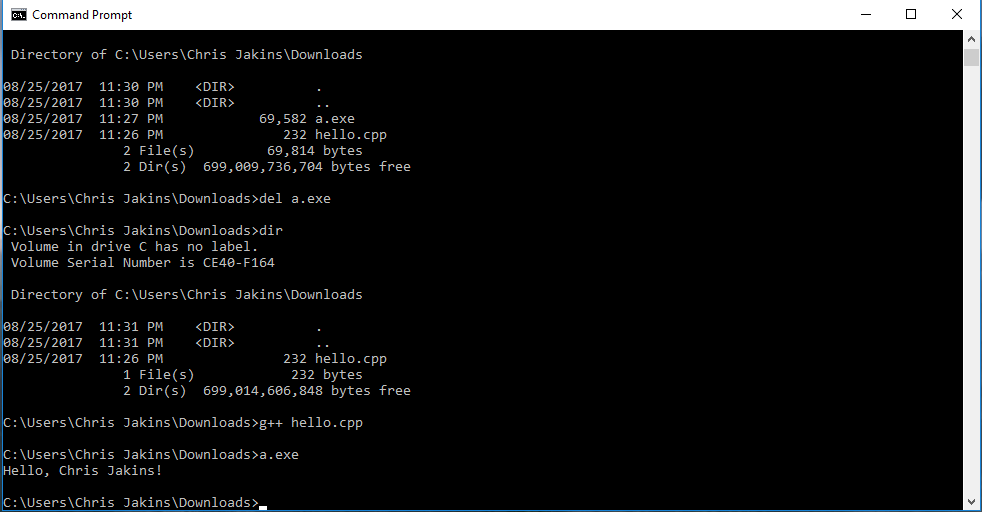 Command Prompt
Directory of C:\Users\Chris Jakins\Downloads
08/25/2017  11:30 PM    <DIR>          .
08/25/2017  11:30 PM    <DIR>          ..
08/25/2017  11:27 PM            69,582 a.exe
08/25/2017  11:26 PM               232 hello.cpp
               2 File(s)         69,814 bytes
               2 Dir(s)  699,009,736,704 bytes free
C:\Users\Chris Jakins\Downloads>del a.exe
C:\Users\Chris Jakins\Downloads>dir
 Volume in drive C has no label.
 Volume Serial Number is CE40-F164
 Directory of C:\Users\Chris Jakins\Downloads
08/25/2017  11:31 PM    <DIR>          .
08/25/2017  11:31 PM    <DIR>          ..
08/25/2017  11:26 PM               232 hello.cpp
               1 File(s)            232 bytes
               2 Dir(s)  699,014,606,848 bytes free
C:\Users\Chris Jakins\Downloads>g++ hello.cpp
C:\Users\Chris Jakins\Downloads>a.exe
Hello, Chris Jakins!
C:\Users\Chris Jakins\Downloads>